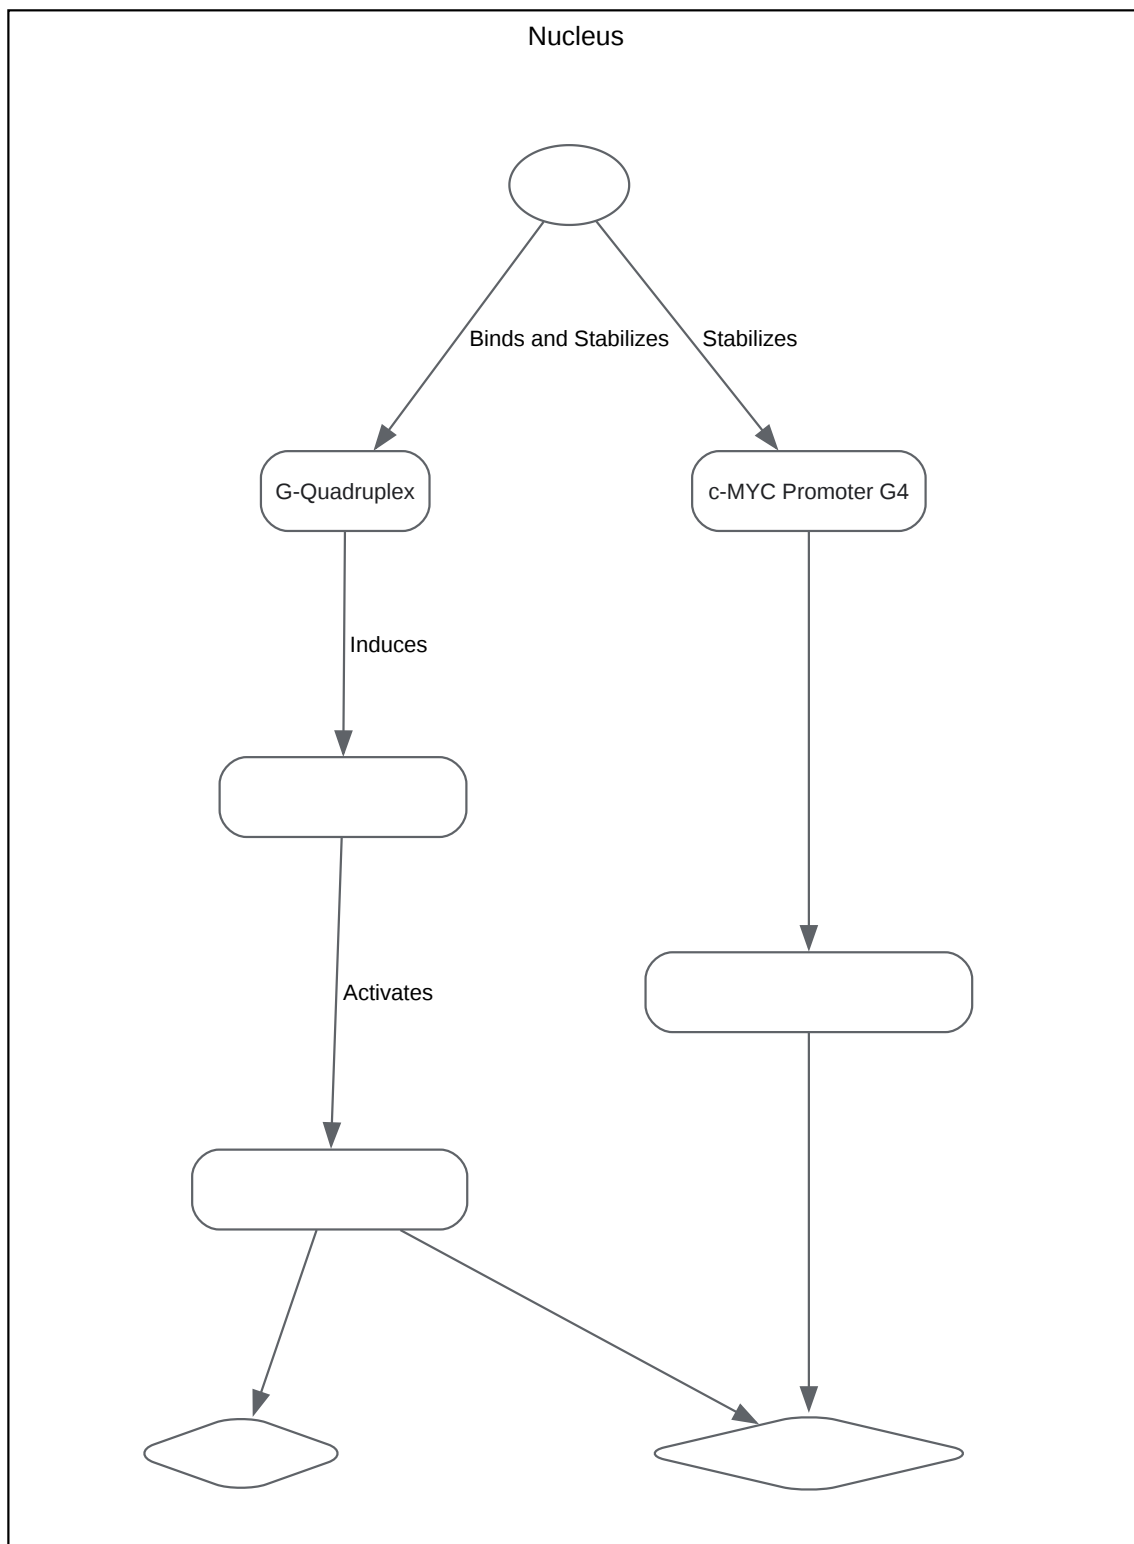 Nucleus
Binds and Stabilizes
Stabilizes
G-Quadruplex
c-MYC Promoter G4
Induces
Activates